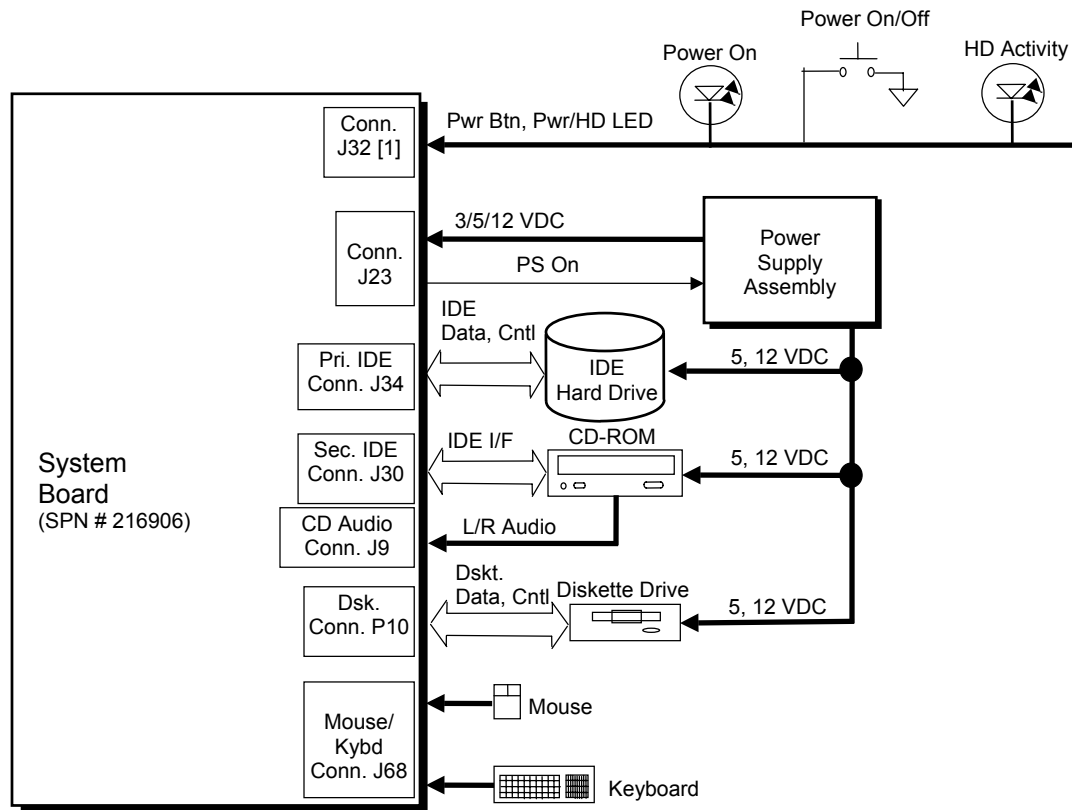 Power On/Off
Power On
HD Activity
Conn.
J32 [1]
Pwr Btn, Pwr/HD LED
3/5/12 VDC
Conn.
J23
Power
Supply
Assembly
PS On
IDE
Data, Cntl
Pri. IDE
Conn. J34
IDE
Hard Drive
5, 12 VDC
Sec. IDE
Conn. J30
IDE I/F
CD-ROM
5, 12 VDC
System
Board
(SPN # 216906)
CD Audio
Conn. J9
L/R Audio
Dskt.
Data, Cntl
Diskette Drive
Dsk.
Conn. P10
5, 12 VDC
Mouse/
Kybd
Conn. J68
Mouse
Keyboard